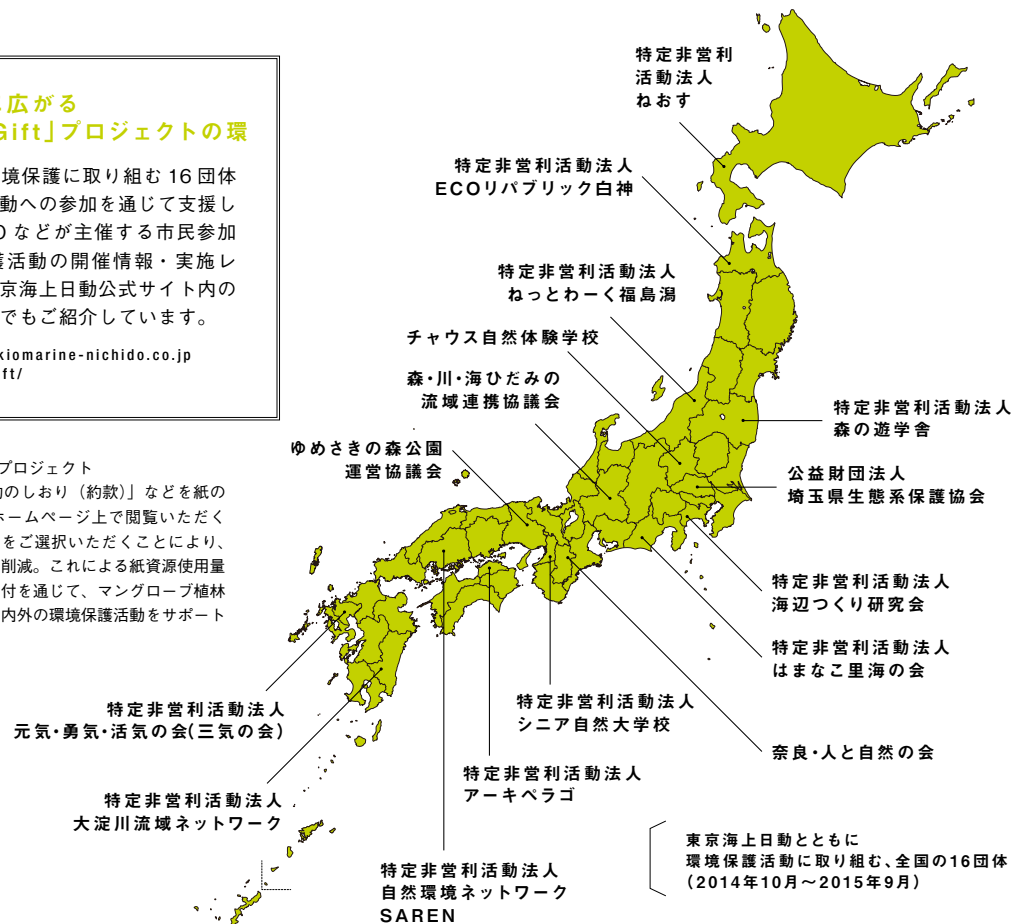 広がる
Gift」プロジェクトの環
境保護に取り組む 16 団体
動への参加を通じて支援し
などが主催する市民参加
護活動の開催情報・実施レ
京海上日動公式サイト内の
でもご紹介しています。
kiomarine-nichido.co.jp
ft/
プロジェクト
のしおり（約款）」などを紙の
ホームページ上で閲覧いただく
をご選択いただくことにより、
削減。これによる紙資源使用量
付を通じて、マングローブ植林
内外の環境保護活動をサポート
特定非営利
活動法人
ねおす
特定非営利活動法人
ECOリパブリック白神
特定非営利活動法人
ねっとわーく福島潟
チャウス自然体験学校
森・川・海ひだみの
流域連携協議会
ゆめさきの森公園
運営協議会
特定非営利活動法人
森の遊学舎
公益財団法人
埼玉県生態系保護協会
特定非営利活動法人
海辺つくり研究会
特定非営利活動法人
はまなこ里海の会
奈良・人と自然の会
特定非営利活動法人
シニア自然大学校
特定非営利活動法人
アーキペラゴ
特定非営利活動法人
自然環境ネットワーク
SAREN
特定非営利活動法人
元気・勇気・活気の会(三気の会)
特定非営利活動法人
大淀川流域ネットワーク
東京海上日動とともに
環境保護活動に取り組む、全国の16団体
（2014年10月～2015年9月）